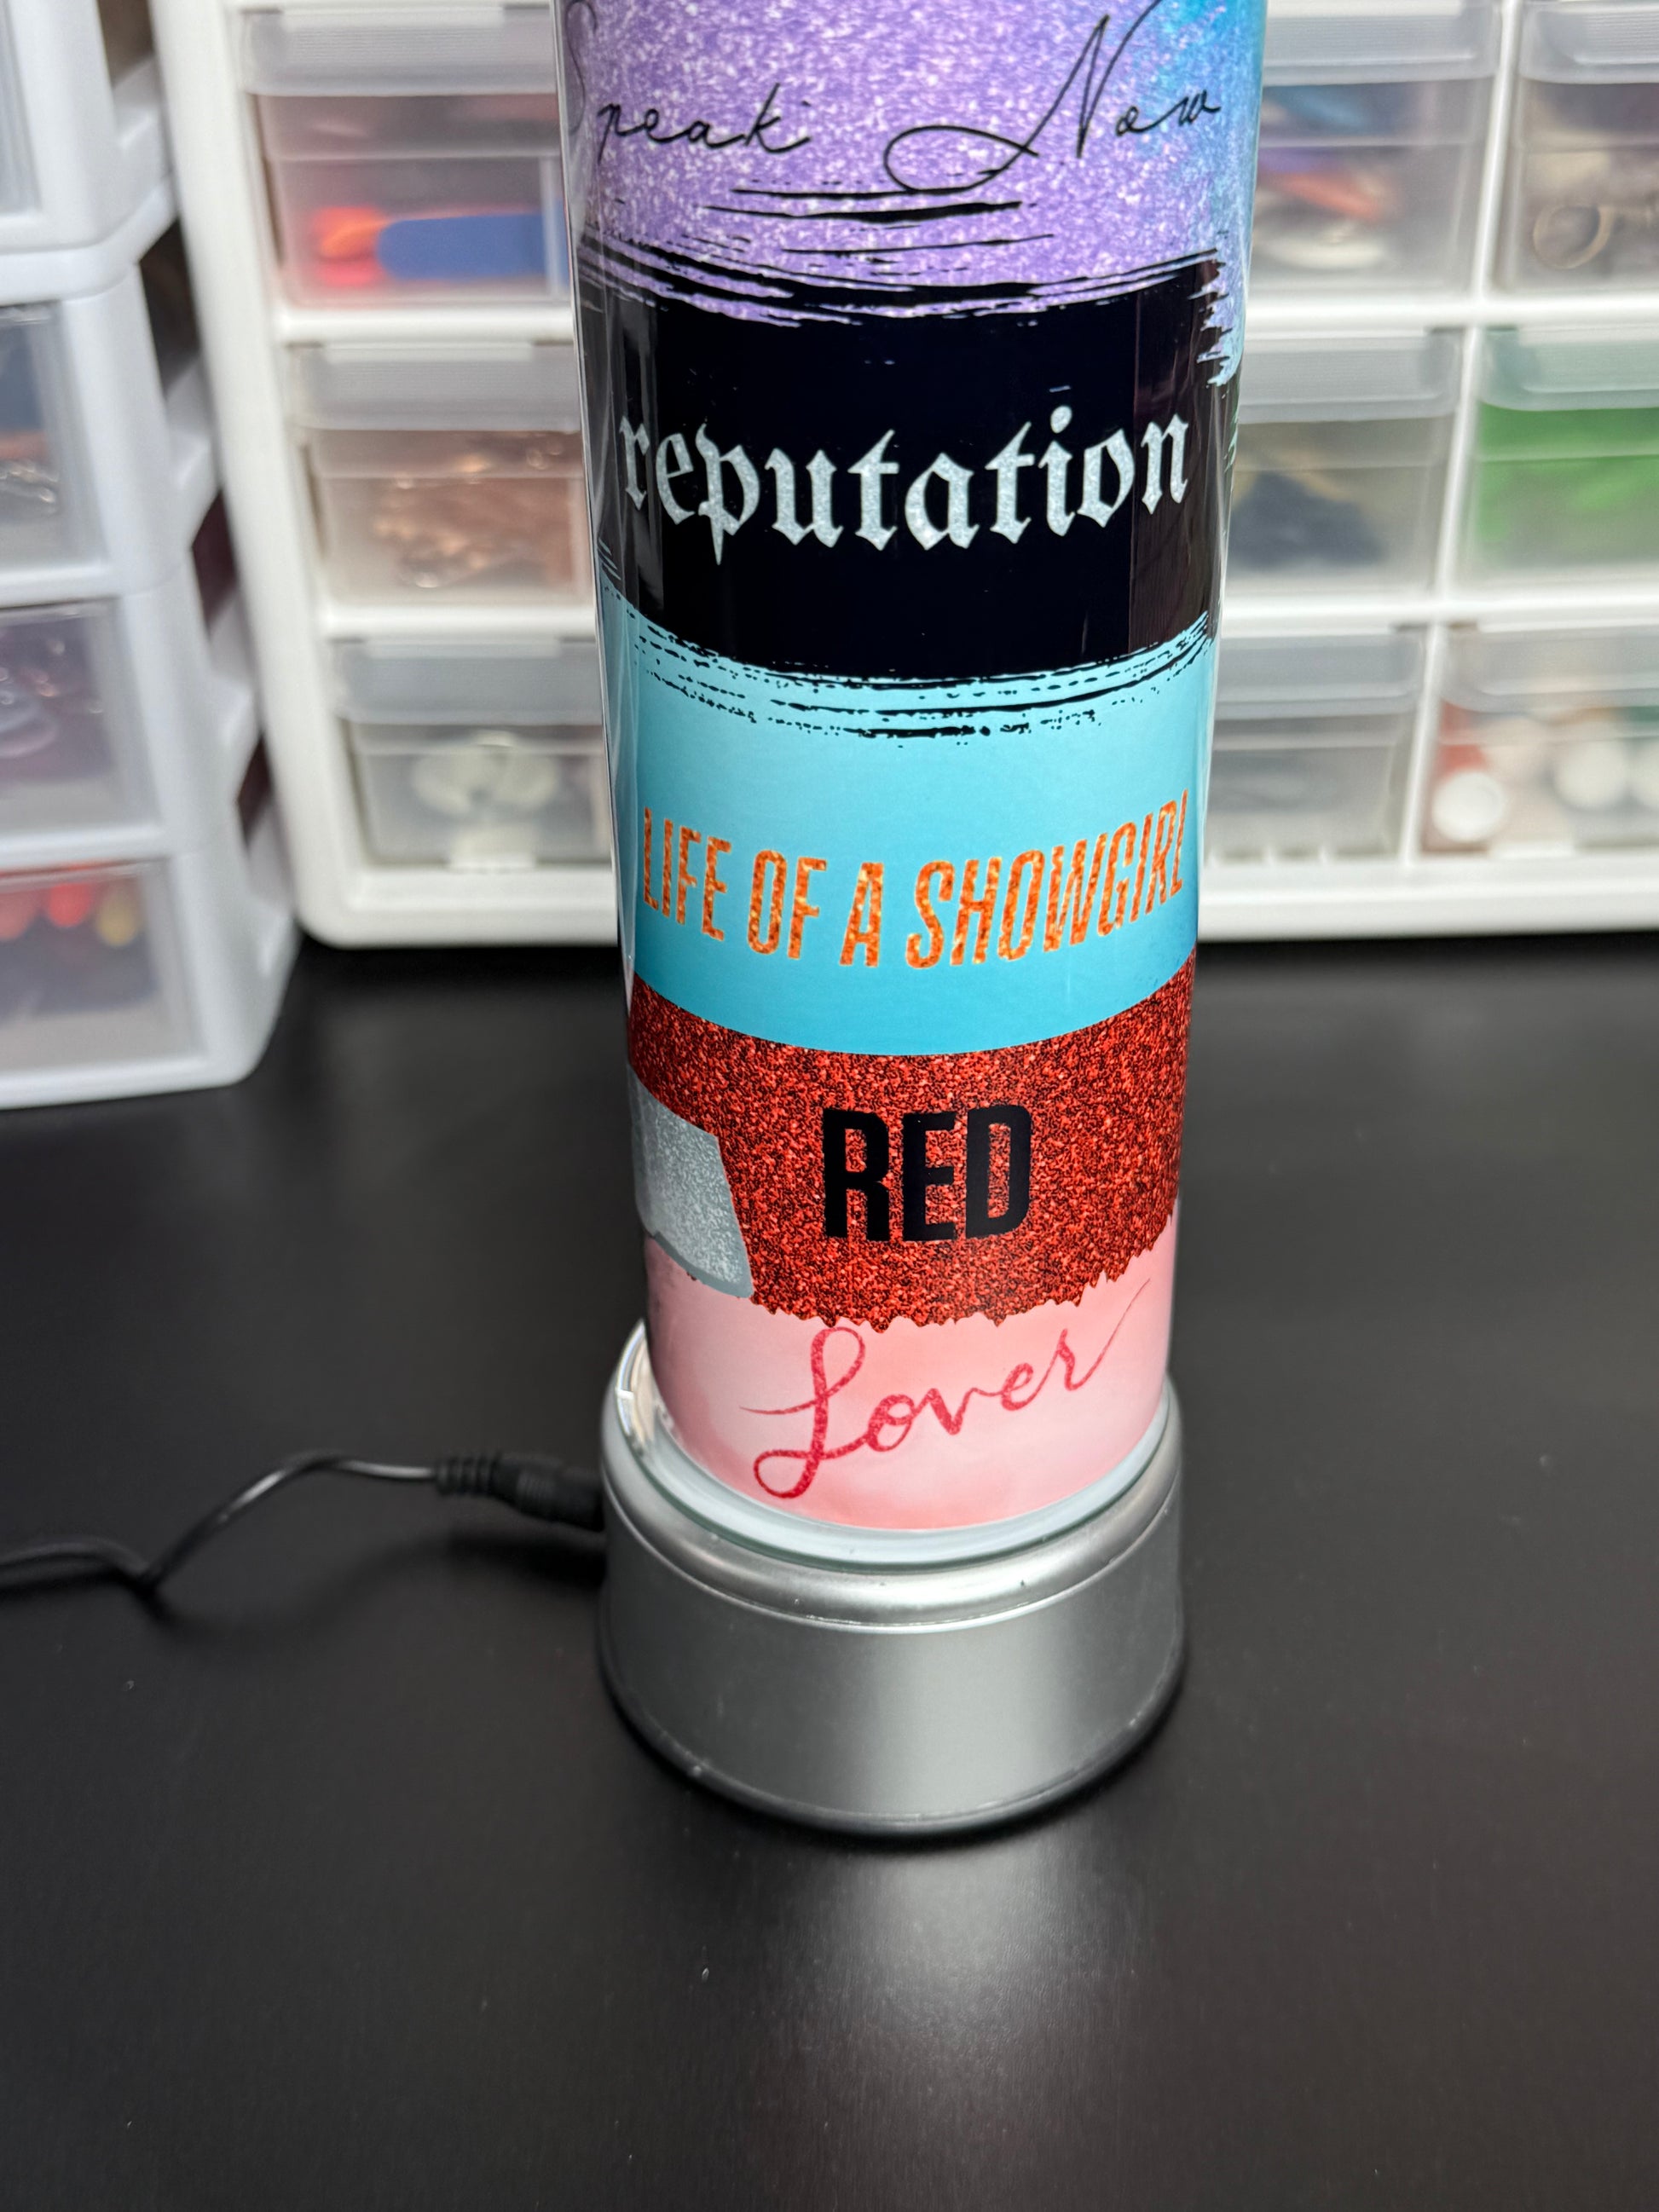 Speak Now
reputation
LIFE OF A SHOWGIRL
RED
Lover